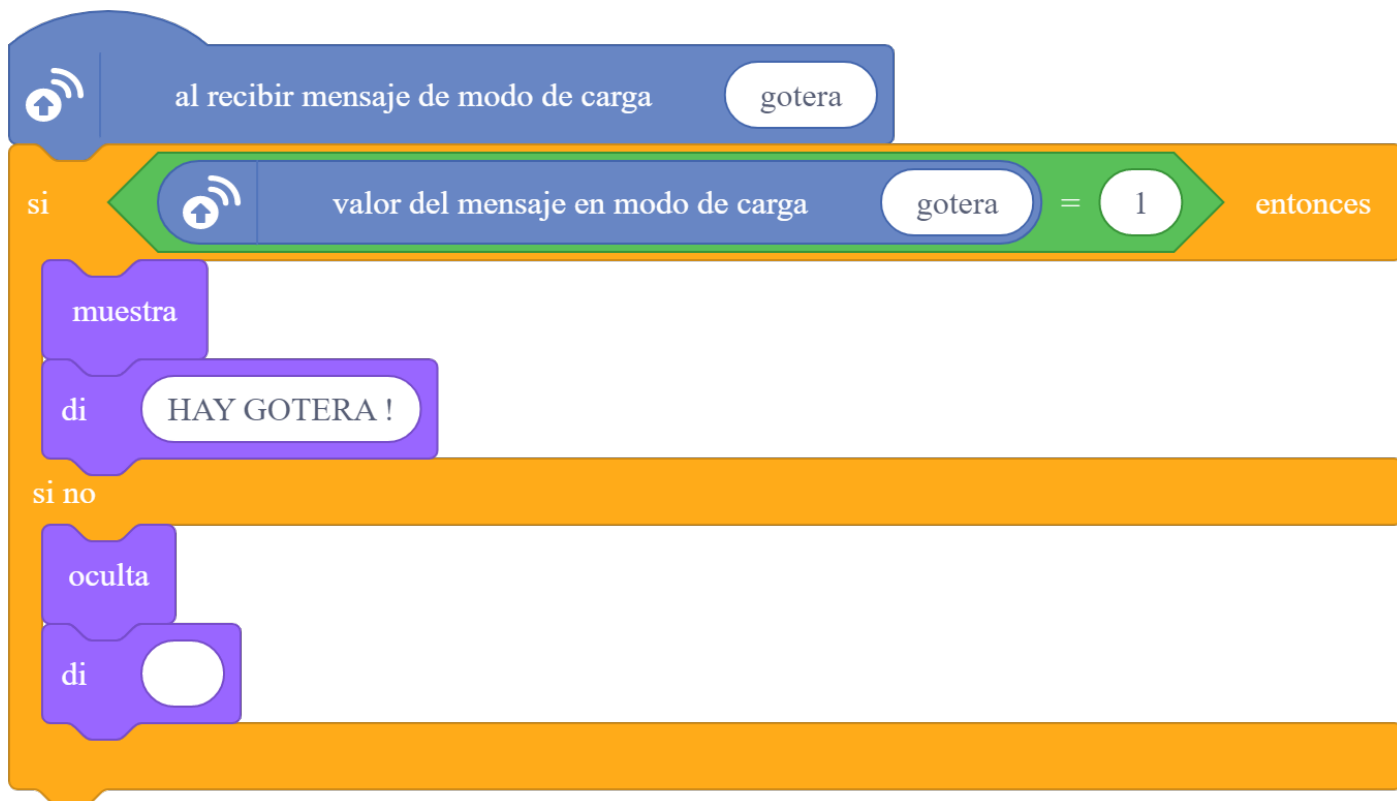 al recibir mensaje de modo de carga gotera
si valor del mensaje en modo de carga gotera = 1 entonces
muestra
di HAY GOTERA !
si no
oculta
di